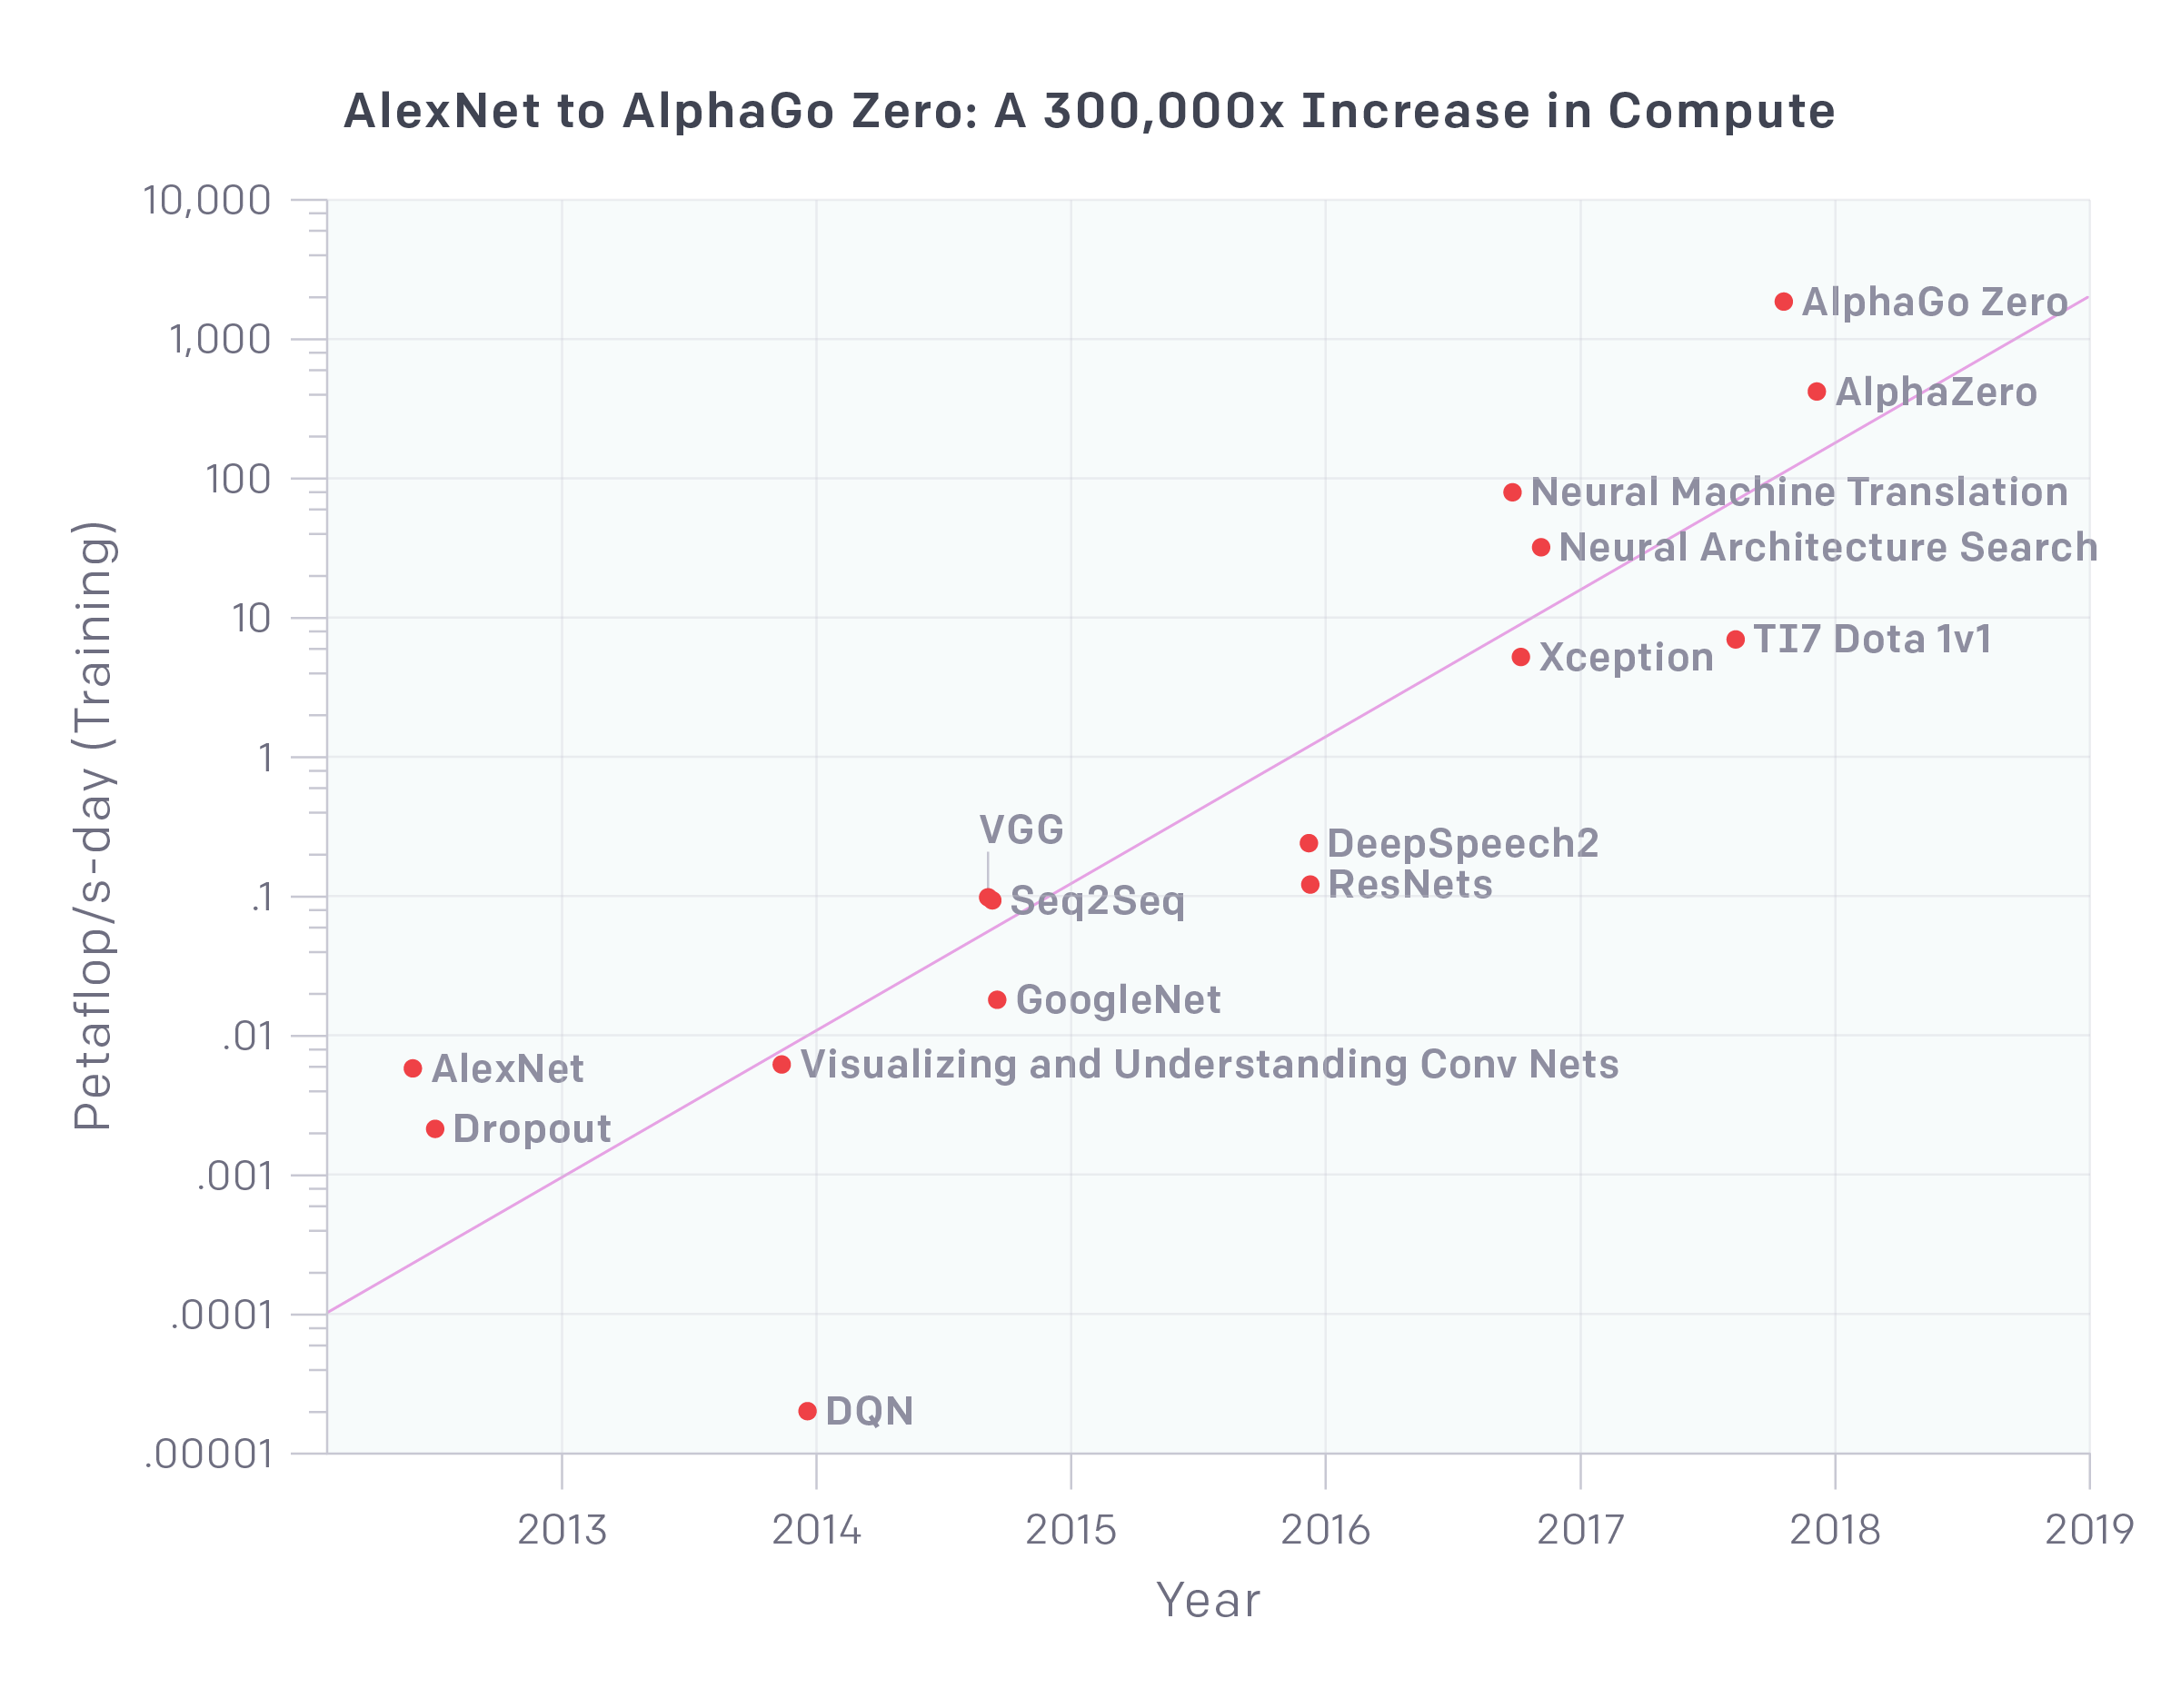 AlexNet to AlphaGo Zero: A 300,000x Increase in Compute
10,000
1,000
100
10
1
.1
.01
.001
.0001
.00001
Petaflop/s-day (Training)
AlphaGo Zero
AlphaZero
Neural Machine Translation
Neural Architecture Search
TI7 Dota 1v1
Xception
VGG
DeepSpeech2
ResNets
Seq2Seq
GoogleNet
Visualizing and Understanding Conv Nets
AlexNet
Dropout
DQN
2013
2014
2015
2016
2017
2018
2019
Year